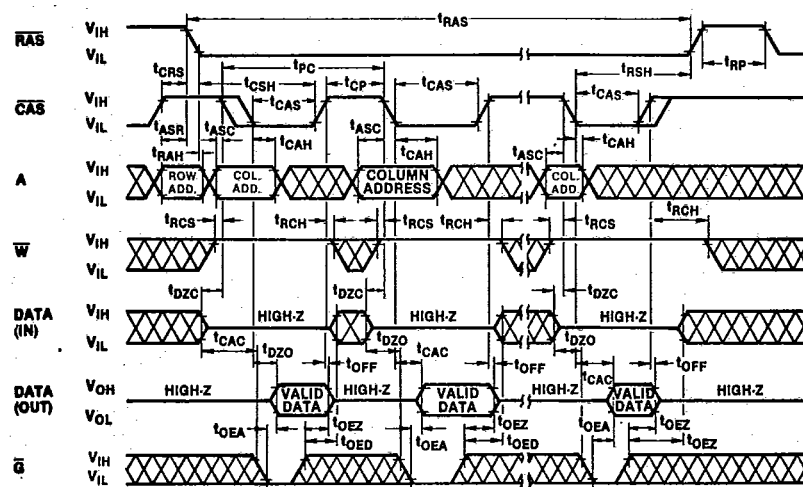 RAS VIH VIL tRAS tRP
tCRS tPC tCSH tCP tCAS tRSH
CAS VIH VIL tCAS tCAS
tASR tASC tASC tCAH
tRAH tCAH tCAH tASC
A VIH VIL ROW ADD. COL. ADD. COLUMN ADDRESS COL. ADD.
tRCS tRCH tRCS tRCH tRCS tRCH
W VIH VIL
tDZC tDZC tDZC
DATA (IN) VIH VIL HIGH-Z HIGH-Z HIGH-Z
tCAC tDZO tOFF tDZO tCAC tOFF tDZO tCAC tOFF
DATA (OUT) VOH VOL HIGH-Z VALID DATA HIGH-Z VALID DATA HIGH-Z VALID DATA HIGH-Z
tOEA tOEZ tOED tOEA tOEZ tOED tOEA tOEZ tOEZ
G VIH VIL